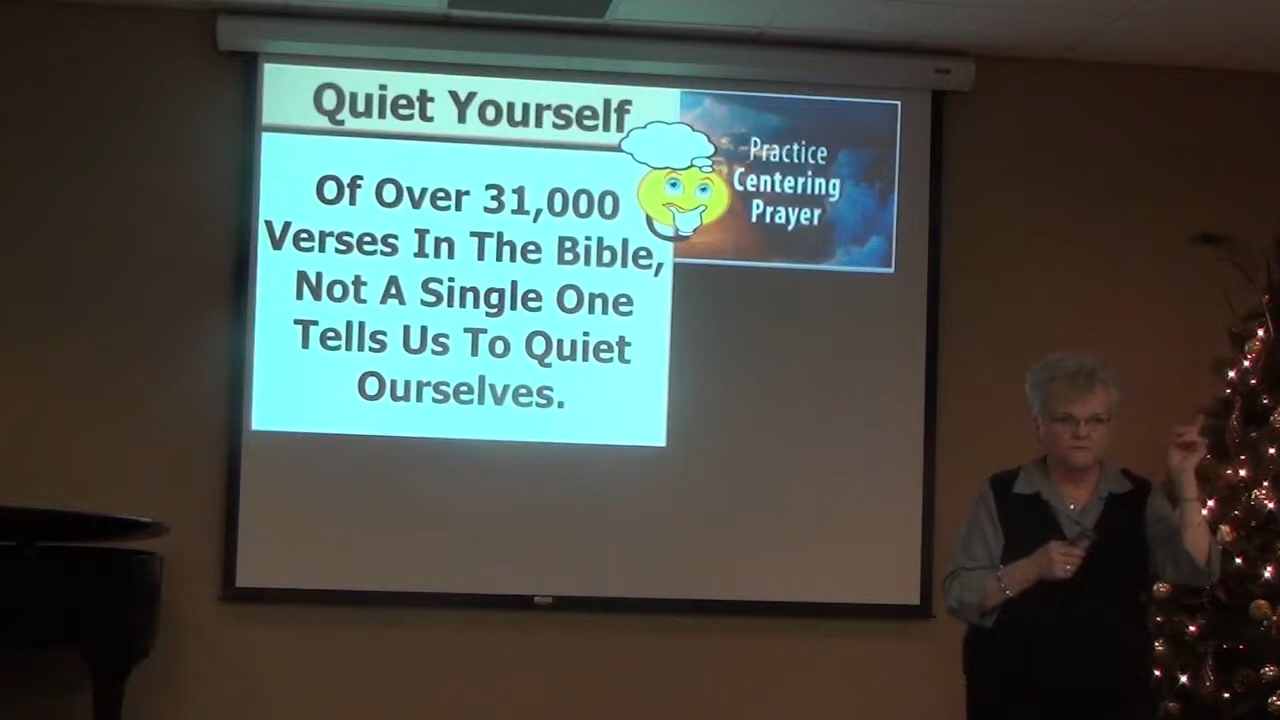 Quiet Yourself
Of Over 31,000
Verses In The Bible,
Not A Single One
Tells Us To Quiet
Ourselves.
Practice
Centering
Prayer